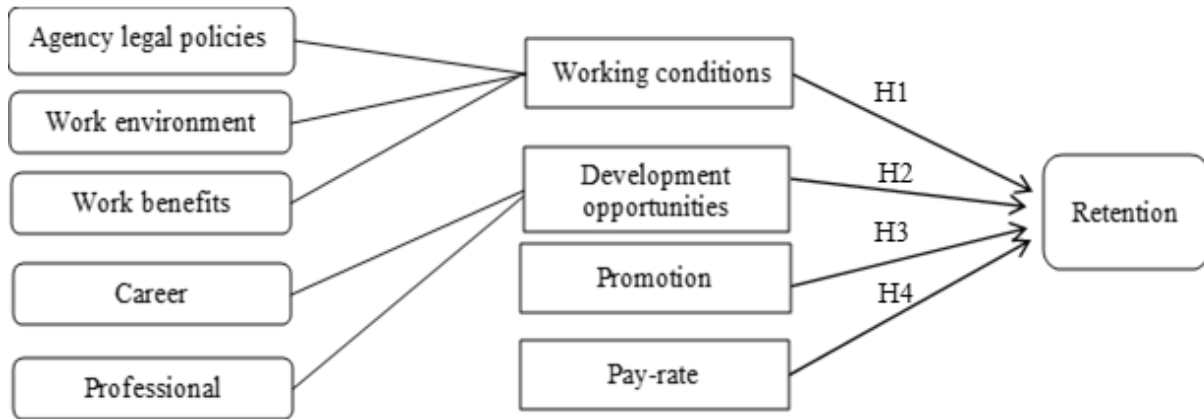 Agency legal policies
Work environment
Work benefits
Career
Professional
Working conditions
Development
opportunities
Promotion
Pay-rate
H1
H2
H3
H4
Retention